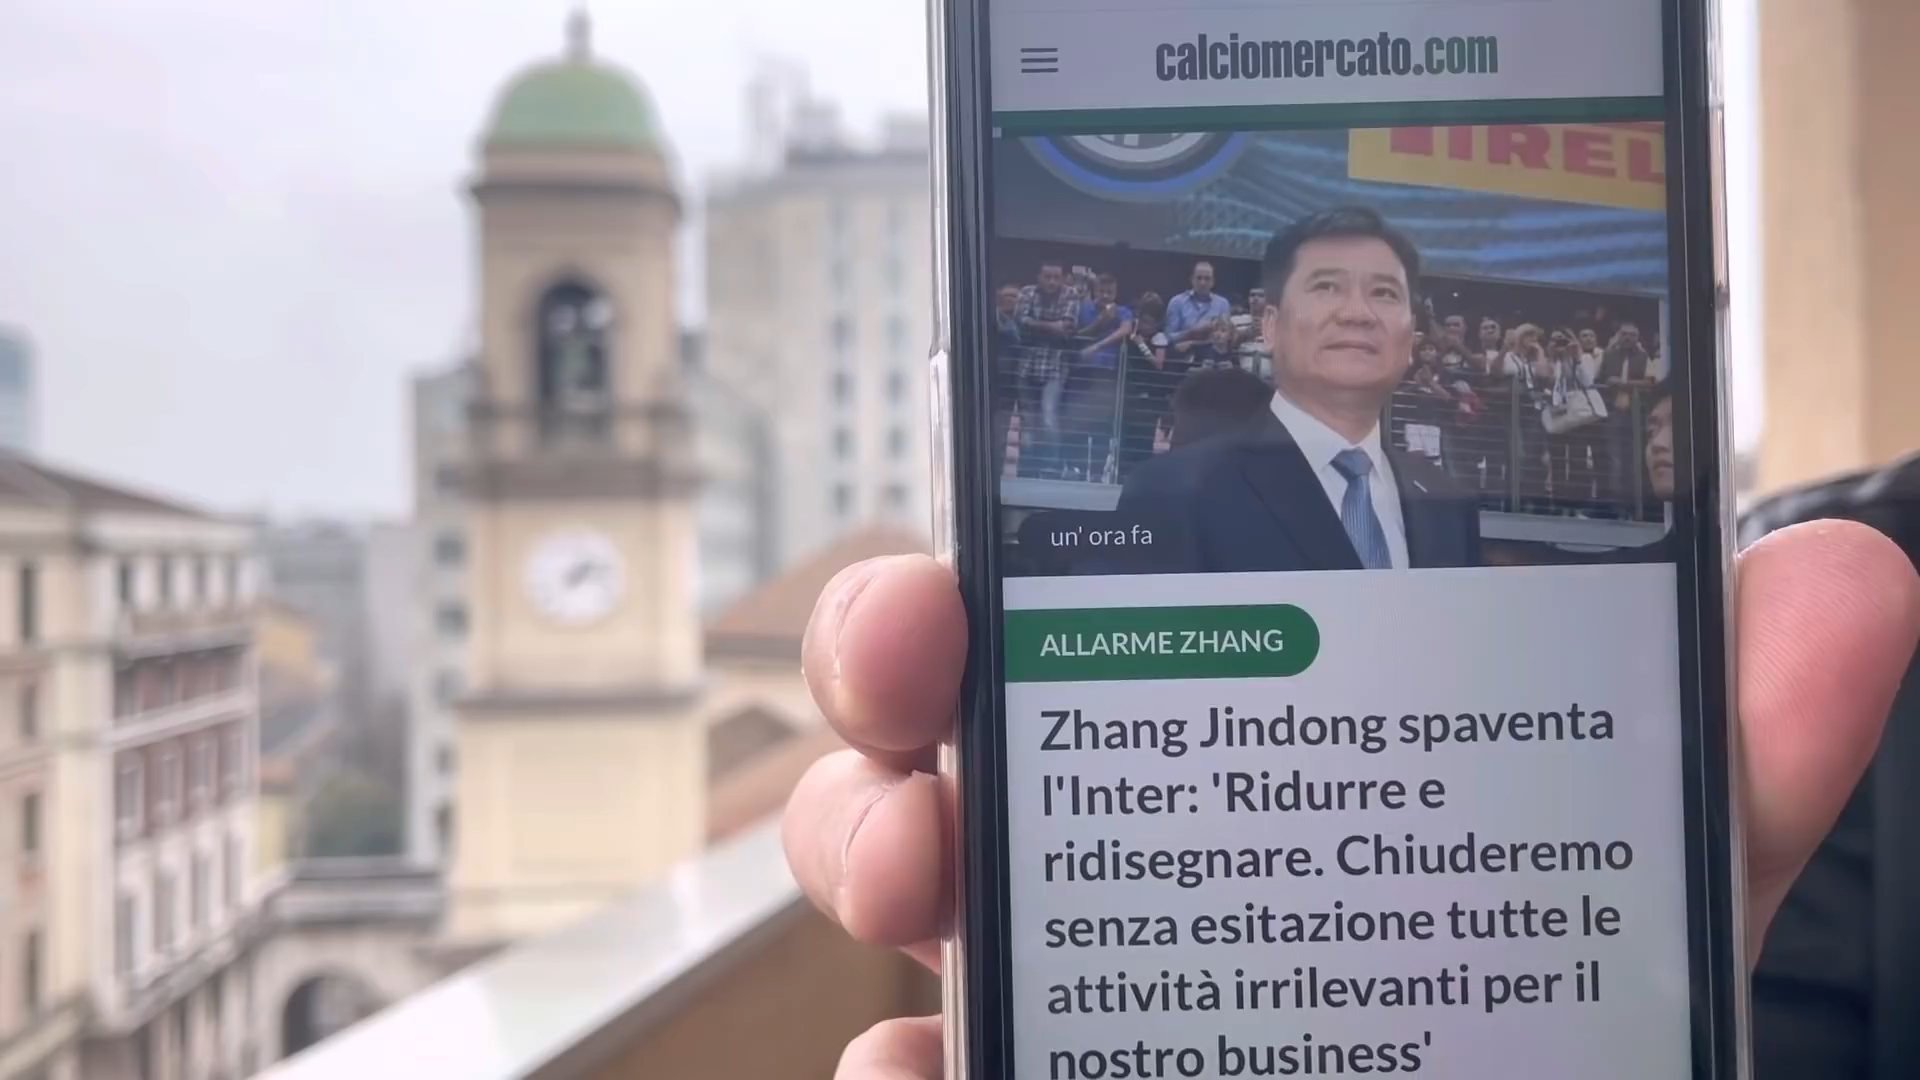 calciomercato.com
PIREL
un' ora fa
ALLARME ZHANG
Zhang Jindong spaventa
l'Inter: 'Ridurre e
ridisegnare. Chiuderemo
senza esitazione tutte le
attività irrilevanti per il
nostro business'